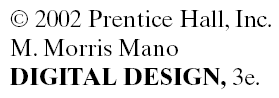 © 2002 Prentice Hall, Inc.
M. Morris Mano
DIGITAL DESIGN, 3e.